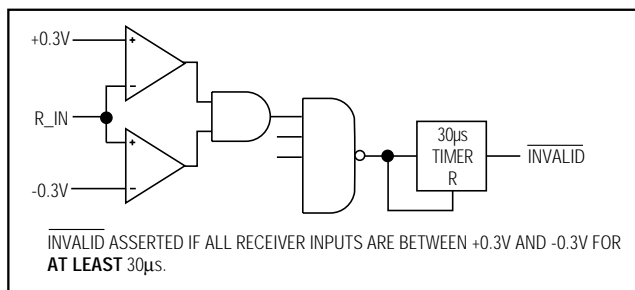 +0.3V
+
-
R_IN
+
-
-0.3V
30µs
TIMER
R
INVALID
INVALID ASSERTED IF ALL RECEIVER INPUTS ARE BETWEEN +0.3V AND -0.3V FOR
AT LEAST 30µs.